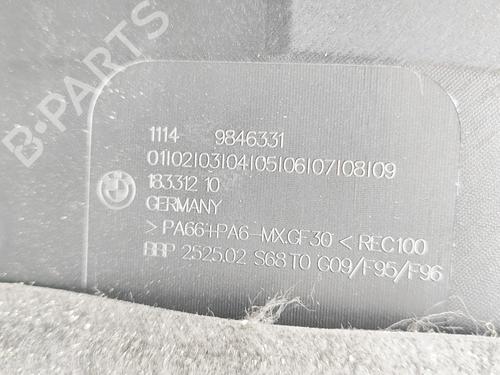 B-PARTS
1114 9846331
01|02|03|04|05|06|07|08|09
183312 10
GERMANY
>PA66+PA6-MX.GF30< REC100
BBP 2525.02 S68T0 G09/F95/F96